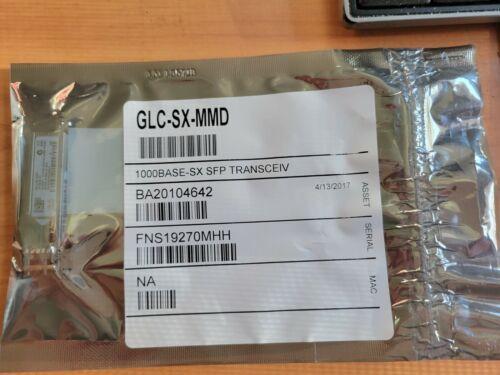 GLC-SX-MMD
1000BASE-SX SFP TRANSCEIV
BA20104642
4/13/2017
ASSET
FNS19270MHH
SERIAL
NA
MAC